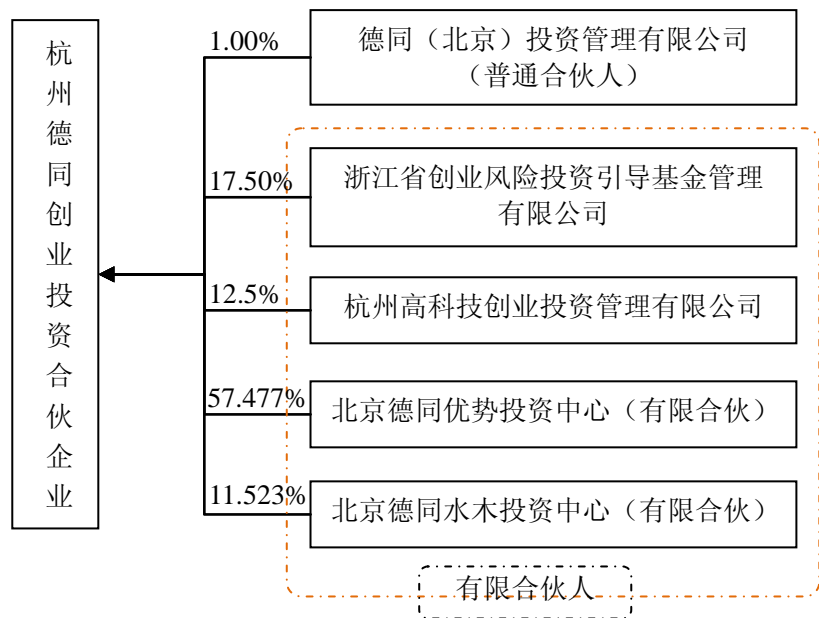 杭州德同创业投资合伙企业
1.00%
德同（北京）投资管理有限公司
（普通合伙人）
17.50%
浙江省创业风险投资引导基金管理
有限公司
12.5%
杭州高科技创业投资管理有限公司
57.477%
北京德同优势投资中心（有限合伙）
11.523%
北京德同水木投资中心（有限合伙）
有限合伙人